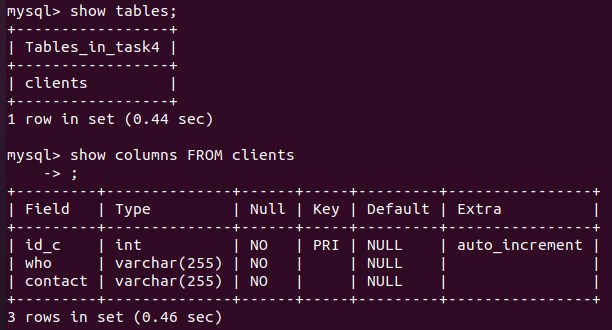 mysql> show tables;
+-----------------+
| Tables_in_task4 |
+-----------------+
| clients         |
+-----------------+
1 row in set (0.44 sec)

mysql> show columns FROM clients
    -> ;
+---------+--------------+------+-----+---------+----------------+
| Field   | Type         | Null | Key | Default | Extra          |
+---------+--------------+------+-----+---------+----------------+
| id_c    | int          | NO   | PRI | NULL    | auto_increment |
| who     | varchar(255) | NO   |     | NULL    |                |
| contact | varchar(255) | NO   |     | NULL    |                |
+---------+--------------+------+-----+---------+----------------+
3 rows in set (0.46 sec)